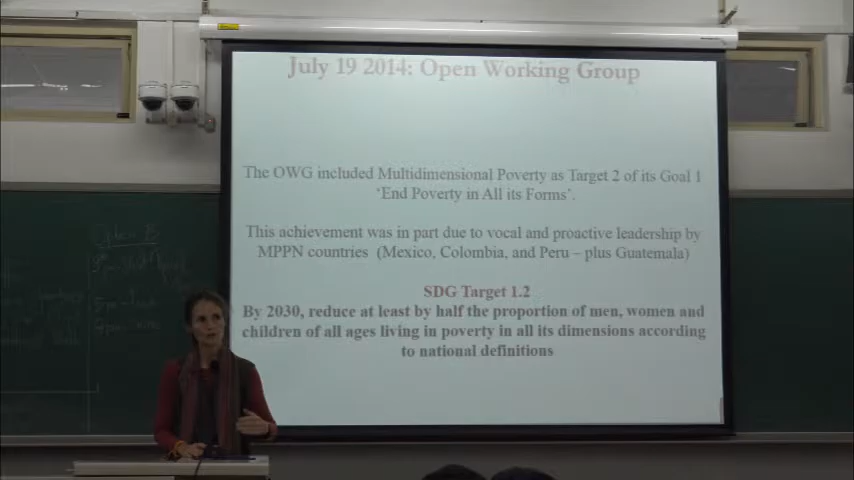 July 19 2014: Open Working Group
The OWG included Multidimensional Poverty as Target 2 of its Goal 1
‘End Poverty in All its Forms’.
This achievement was in part due to vocal and proactive leadership by
MPPN countries (Mexico, Colombia, and Peru – plus Guatemala)
SDG Target 1.2
By 2030, reduce at least by half the proportion of men, women and
children of all ages living in poverty in all its dimensions according
to national definitions
Option B